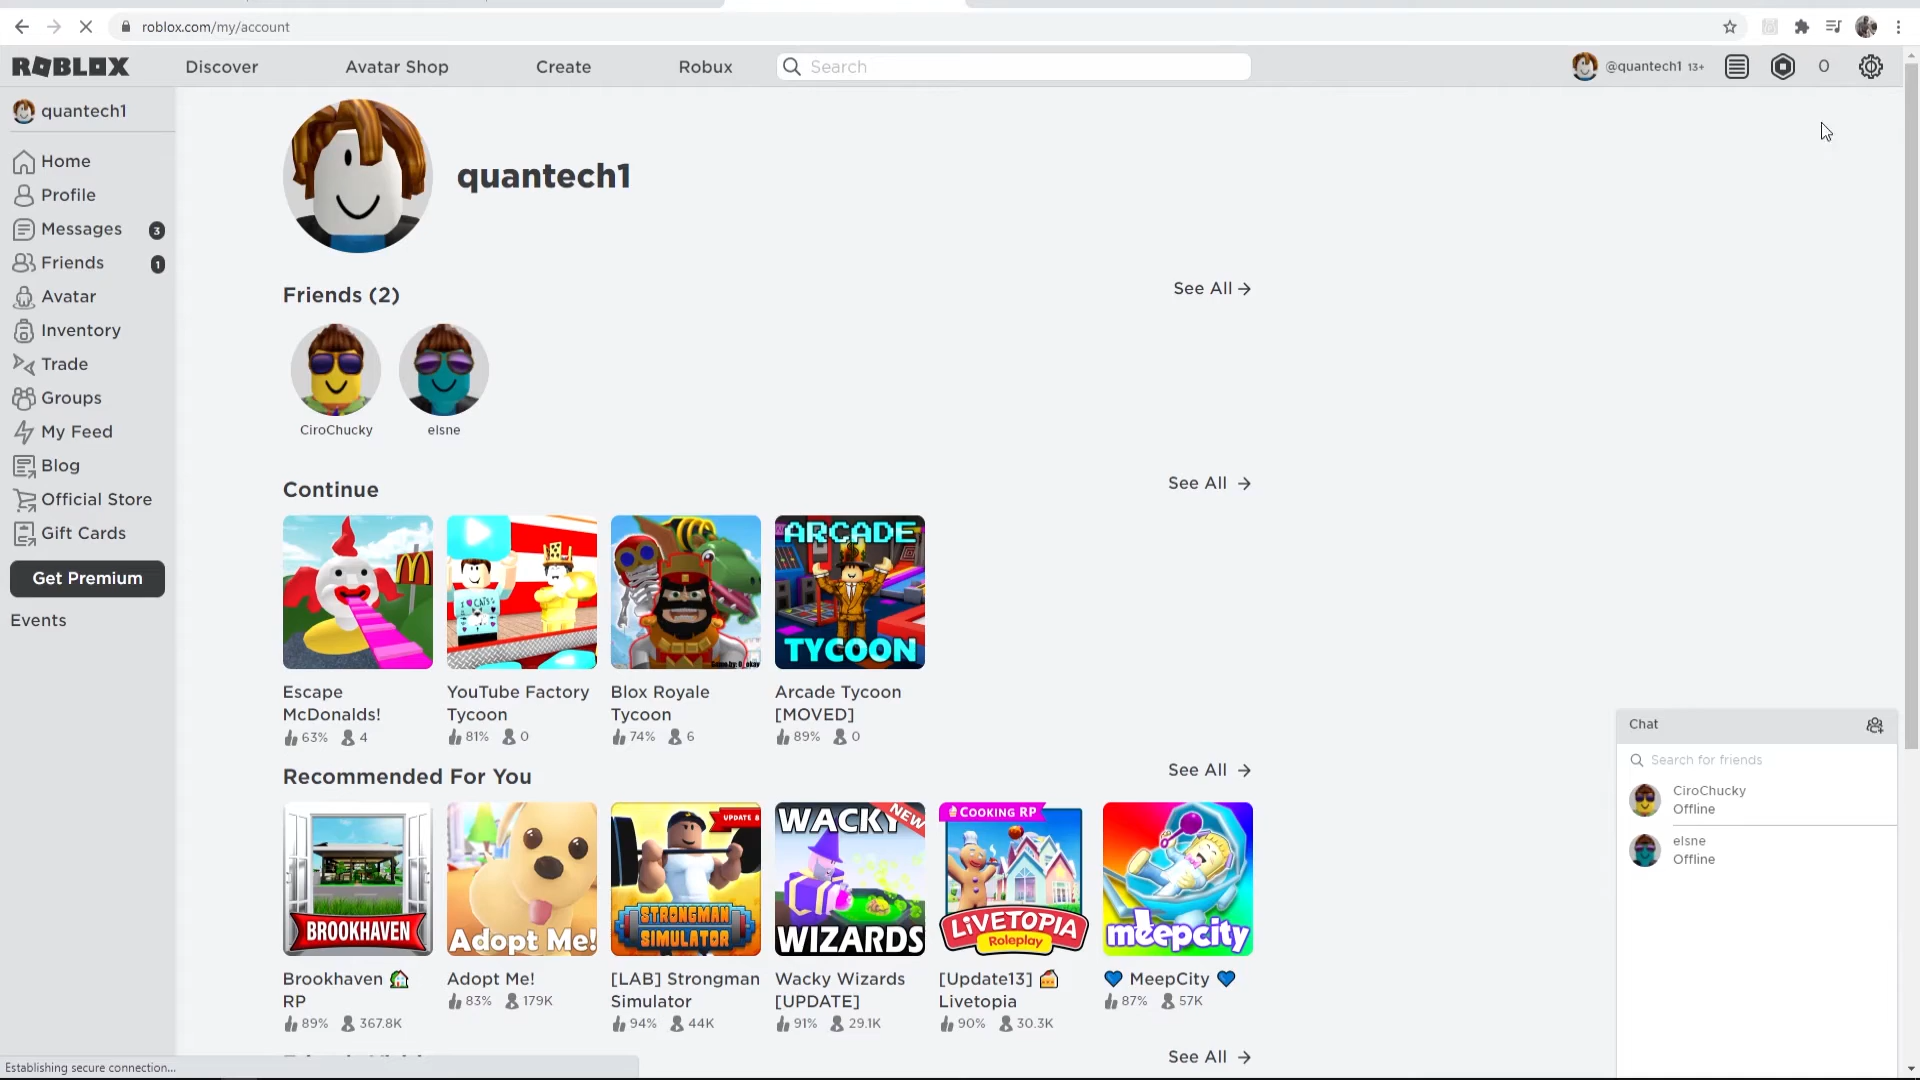 roblox.com/my/account
ROBLOX
Discover
Avatar Shop
Create
Robux
Search
@quantech1 13+
0
quantech1
Home
Profile
Messages 3
Friends 1
Avatar
Inventory
Trade
Groups
My Feed
Blog
Official Store
Gift Cards
Get Premium
Events
quantech1
Friends (2)
See All →
CiroChucky
elsne
Continue
See All →
I ♥ CATS
Game by: O_okay
ARCADE
TYCOON
Escape
McDonalds!
63% 4
YouTube Factory
Tycoon
81% 0
Blox Royale
Tycoon
74% 6
Arcade Tycoon
[MOVED]
89% 0
Recommended For You
See All →
BROOKHAVEN
Adopt Me!
UPDATE 8
STRONGMAN
SIMULATOR
WACKY
NEW
WIZARDS
COOKING RP
LIVETOPIA
Roleplay
meepcity
Brookhaven 🏡
RP
89% 367.8K
Adopt Me!
83% 179K
[LAB] Strongman
Simulator
94% 44K
Wacky Wizards
[UPDATE]
91% 29.1K
[Update13] 🏠
Livetopia
90% 30.3K
💙 MeepCity 💙
87% 57K
See All →
Chat
Search for friends
CiroChucky
Offline
elsne
Offline
Establishing secure connection...